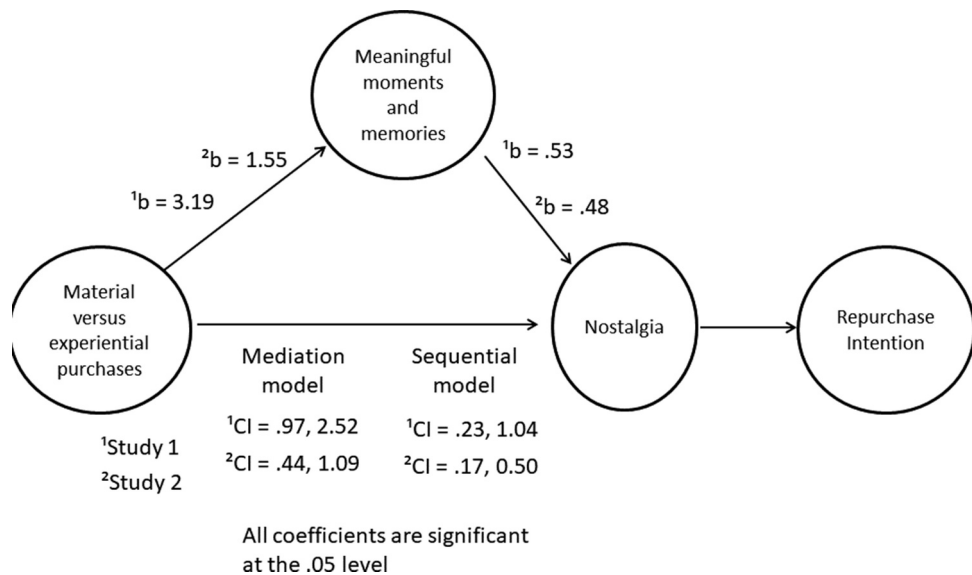 Meaningful
moments
and
memories
²b = 1.55
¹b = 3.19
¹b = .53
²b = .48
Material
versus
experiential
purchases
Nostalgia
Repurchase
Intention
Mediation
model
¹CI = .97, 2.52
²CI = .44, 1.09
Sequential
model
¹CI = .23, 1.04
²CI = .17, 0.50
¹Study 1
²Study 2
All coefficients are significant
at the .05 level